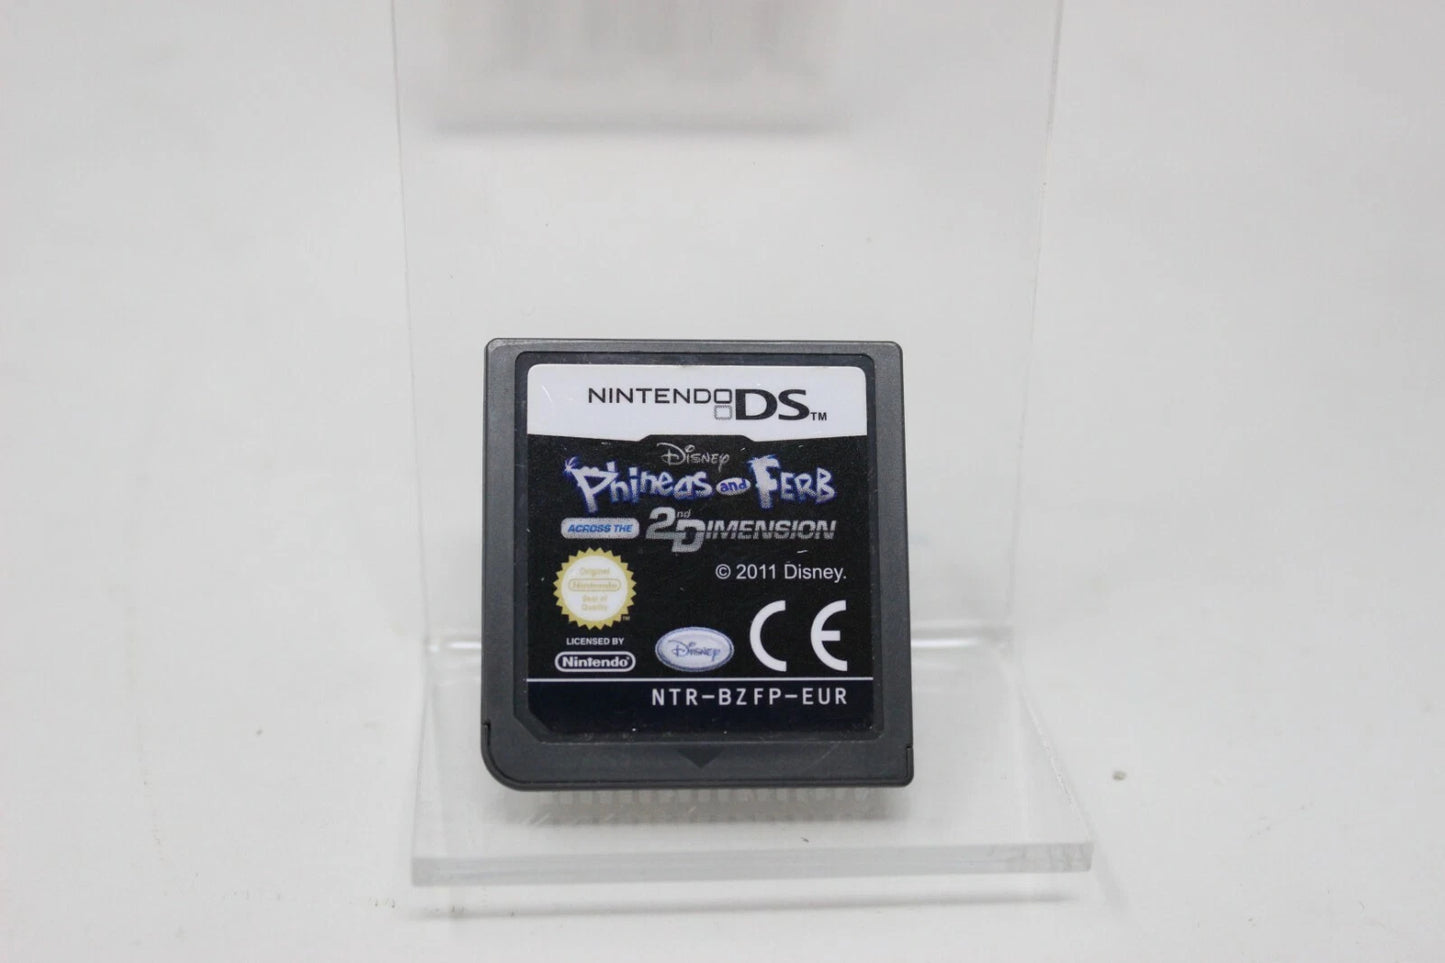 NINTENDO DS™
Disney
Phineas and Ferb
ACROSS THE 2nd DIMENSION
© 2011 Disney.
Original
Nintendo
Seal of
Quality
™
LICENSED BY
Nintendo®
Disney
CE
NTR-BZFP-EUR